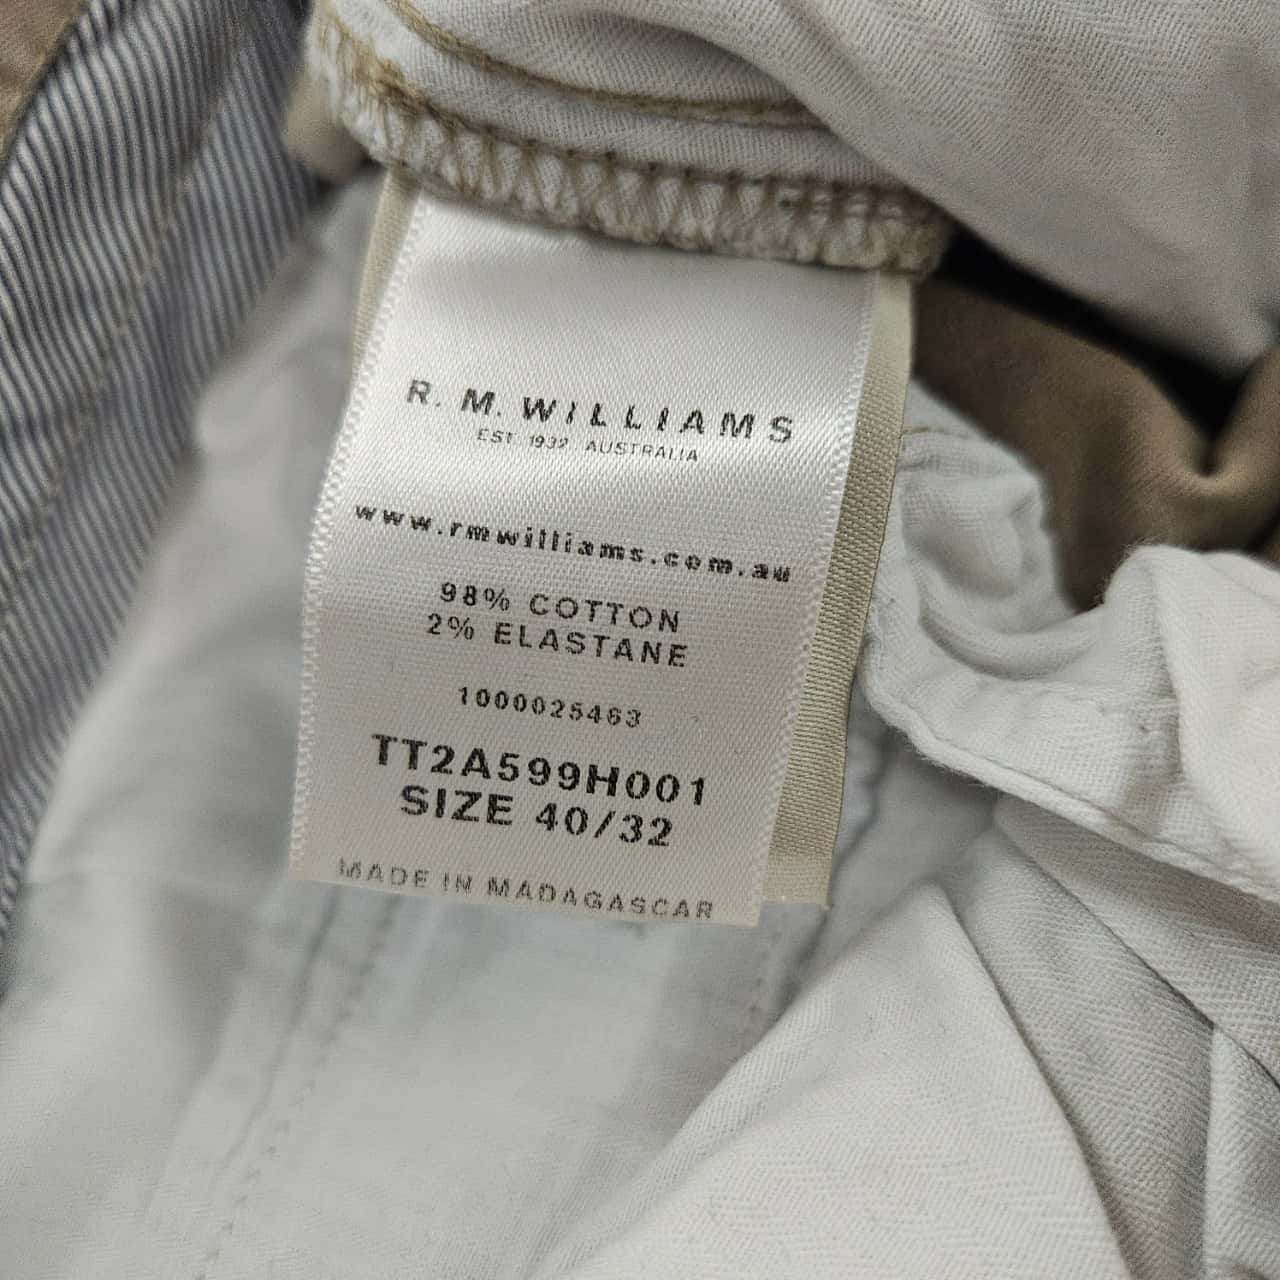 R. M. WILLIAMS
EST 1932 AUSTRALIA
www.rmwilliams.com.au
98% COTTON
2% ELASTANE
1000025463
TT2A599H001
SIZE 40/32
MADE IN MADAGASCAR